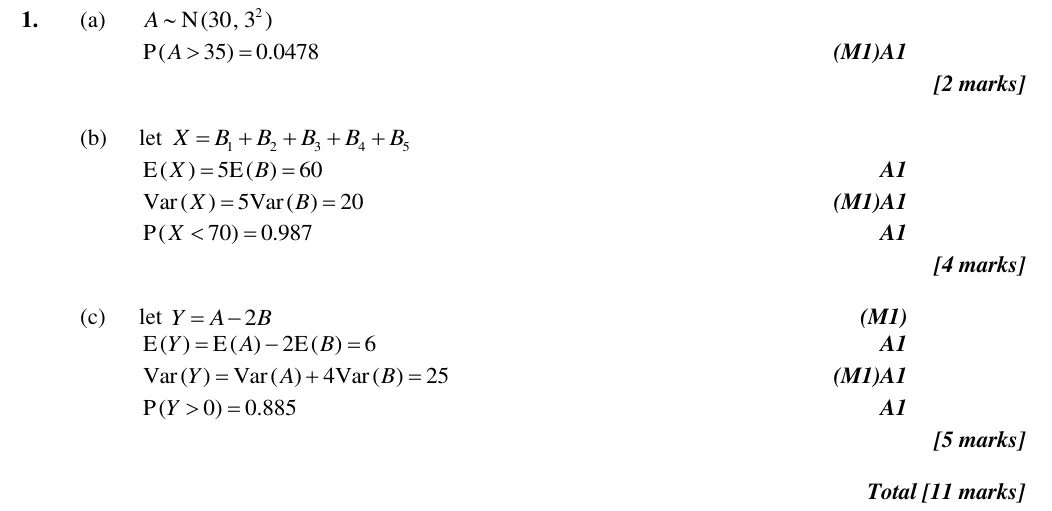 1. (a) A ~ N(30, 3²)
P(A > 35) = 0.0478 (M1)A1
[2 marks]
(b) let X = B₁ + B₂ + B₃ + B₄ + B₅
E(X) = 5E(B) = 60 A1
Var(X) = 5Var(B) = 20 (M1)A1
P(X < 70) = 0.987 A1
[4 marks]
(c) let Y = A − 2B (M1)
E(Y) = E(A) − 2E(B) = 6 A1
Var(Y) = Var(A) + 4Var(B) = 25 (M1)A1
P(Y > 0) = 0.885 A1
[5 marks]
Total [11 marks]